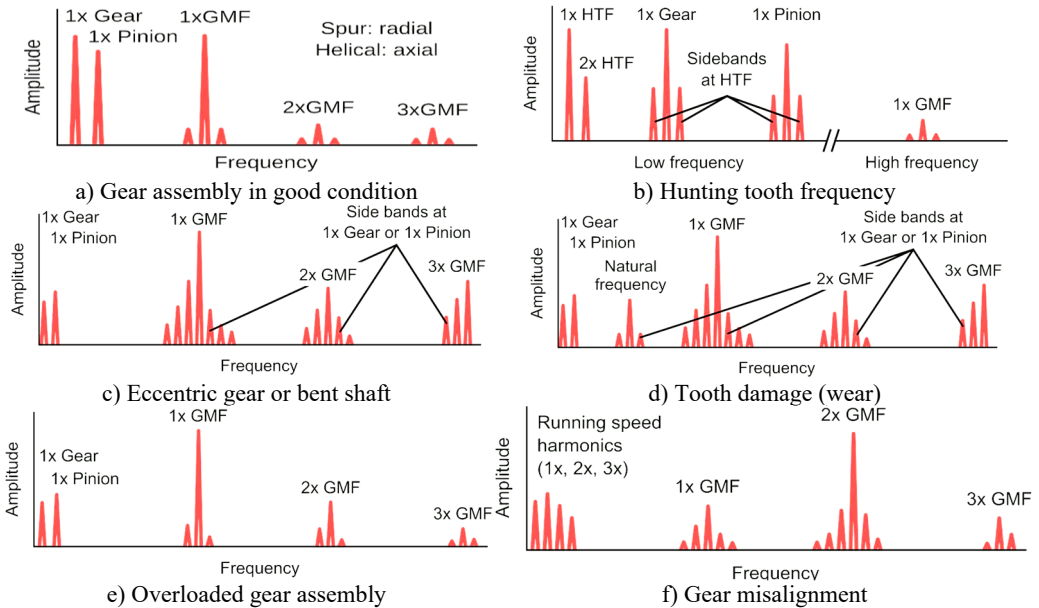 1x Gear
1x Pinion
1xGMF
Spur: radial
Helical: axial
2xGMF
3xGMF
Amplitude
Frequency
a) Gear assembly in good condition
1x HTF
2x HTF
1x Gear
1x Pinion
Sidebands
at HTF
1x GMF
Amplitude
Low frequency
High frequency
b) Hunting tooth frequency
1x Gear
1x Pinion
1x GMF
Side bands at
1x Gear or 1x Pinion
2x GMF
3x GMF
Amplitude
Frequency
c) Eccentric gear or bent shaft
1x Gear
1x Pinion
Natural
frequency
1x GMF
Side bands at
1x Gear or 1x Pinion
2x GMF
3x GMF
Amplitude
Frequency
d) Tooth damage (wear)
1x Gear
1x Pinion
1x GMF
2x GMF
3x GMF
Amplitude
Frequency
e) Overloaded gear assembly
Running speed
harmonics
(1x, 2x, 3x)
1x GMF
2x GMF
3x GMF
Amplitude
Frequency
f) Gear misalignment